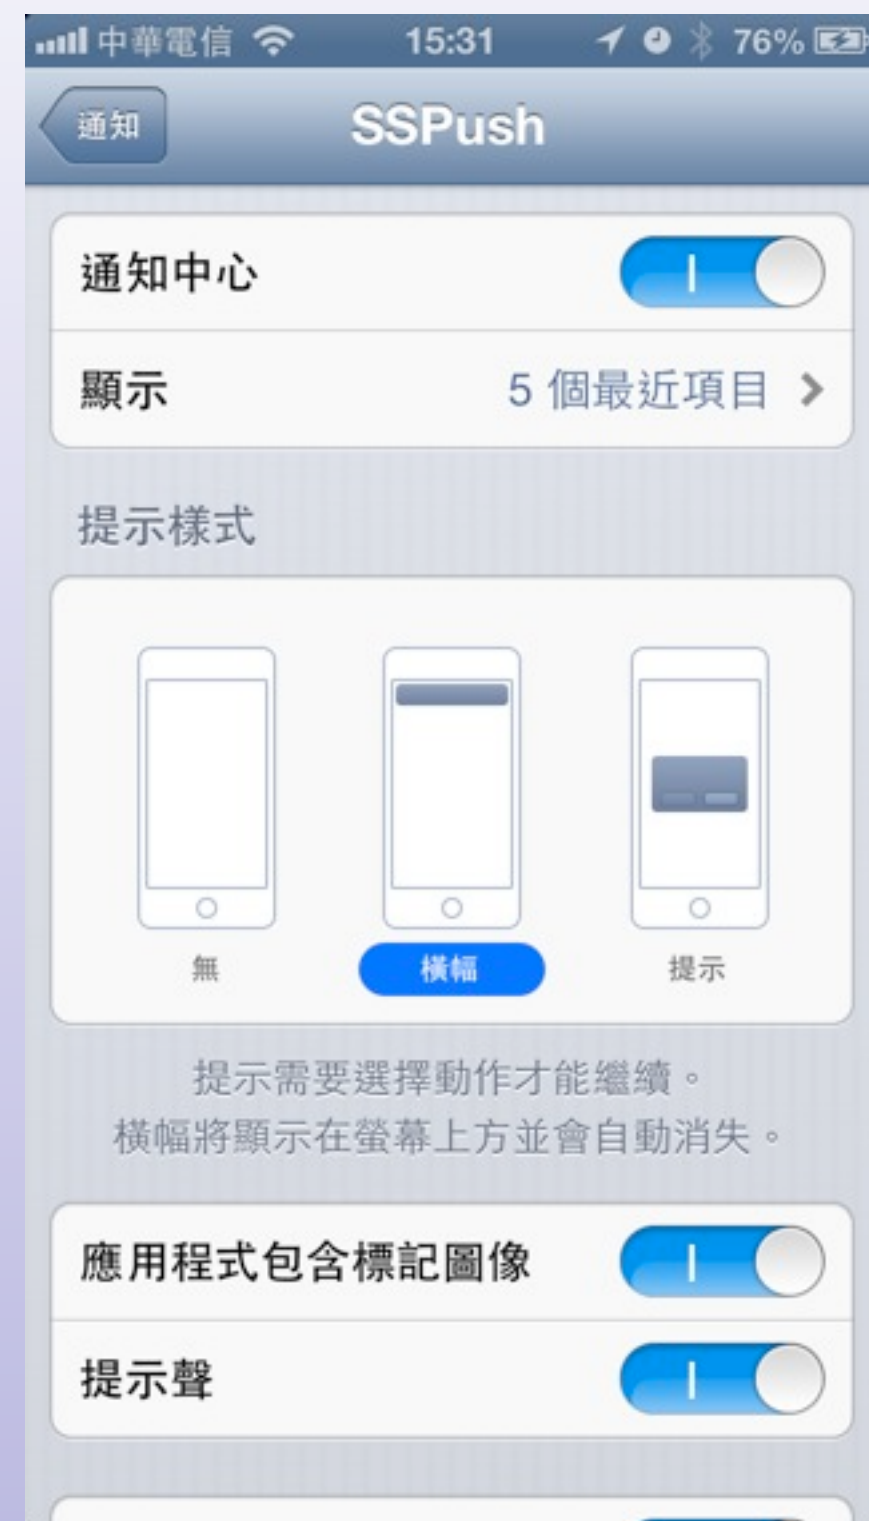 中華電信 15:31 76%
通知 SSPush
通知中心
顯示 5 個最近項目
提示樣式
無 橫幅 提示
提示需要選擇動作才能繼續。
橫幅將顯示在螢幕上方並會自動消失。
應用程式包含標記圖像
提示聲